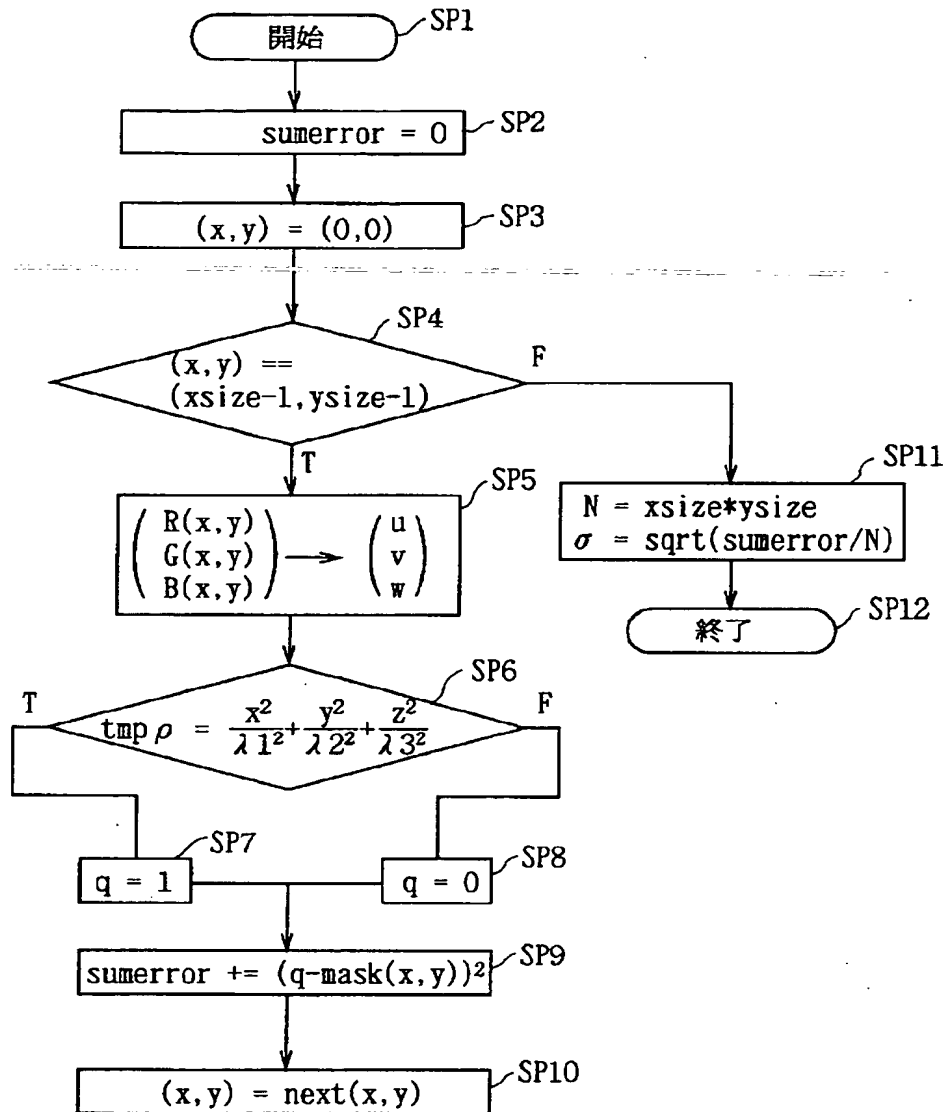 開始
SP1
sumerror = 0
SP2
(x,y) = (0,0)
SP3
SP4
(x,y) ==
(xsize-1,ysize-1)
F
T
SP5
R(x,y)
G(x,y)
B(x,y)
u
v
w
SP11
N = xsize*ysize
σ = sqrt(sumerror/N)
終了
SP12
SP6
T
tmpρ = x²/λ1² + y²/λ2² + z²/λ3²
F
SP7
q = 1
SP8
q = 0
sumerror += (q-mask(x,y))²
SP9
(x,y) = next(x,y)
SP10